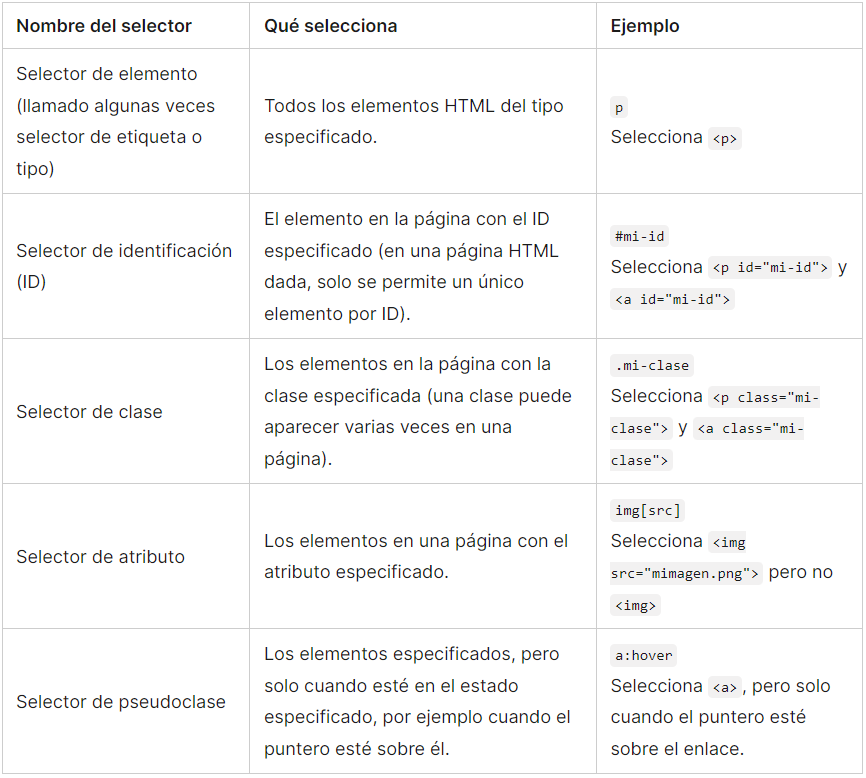 Nombre del selector
Qué selecciona
Ejemplo
Selector de elemento
(llamado algunas veces
selector de etiqueta o
tipo)
Todos los elementos HTML del tipo
especificado.
p
Selecciona <p>
Selector de identificación
(ID)
El elemento en la página con el ID
especificado (en una página HTML
dada, solo se permite un único
elemento por ID).
#mi-id
Selecciona <p id="mi-id"> y
<a id="mi-id">
Selector de clase
Los elementos en la página con la
clase especificada (una clase puede
aparecer varias veces en una
página).
.mi-clase
Selecciona <p class="mi-
clase"> y <a class="mi-
clase">
Selector de atributo
Los elementos en una página con el
atributo especificado.
img[src]
Selecciona <img
src="mimagen.png"> pero no
<img>
Selector de pseudoclase
Los elementos especificados, pero
solo cuando esté en el estado
especificado, por ejemplo cuando el
puntero esté sobre él.
a:hover
Selecciona <a>, pero solo
cuando el puntero esté
sobre el enlace.